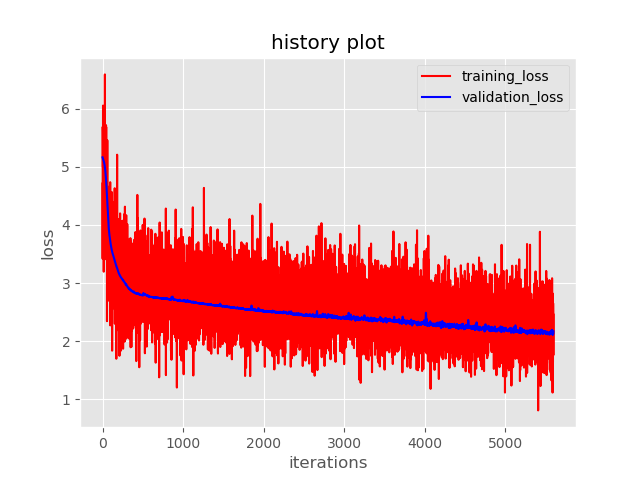 history plot
training_loss
validation_loss
6
5
4
3
2
1
loss
0 1000 2000 3000 4000 5000
iterations